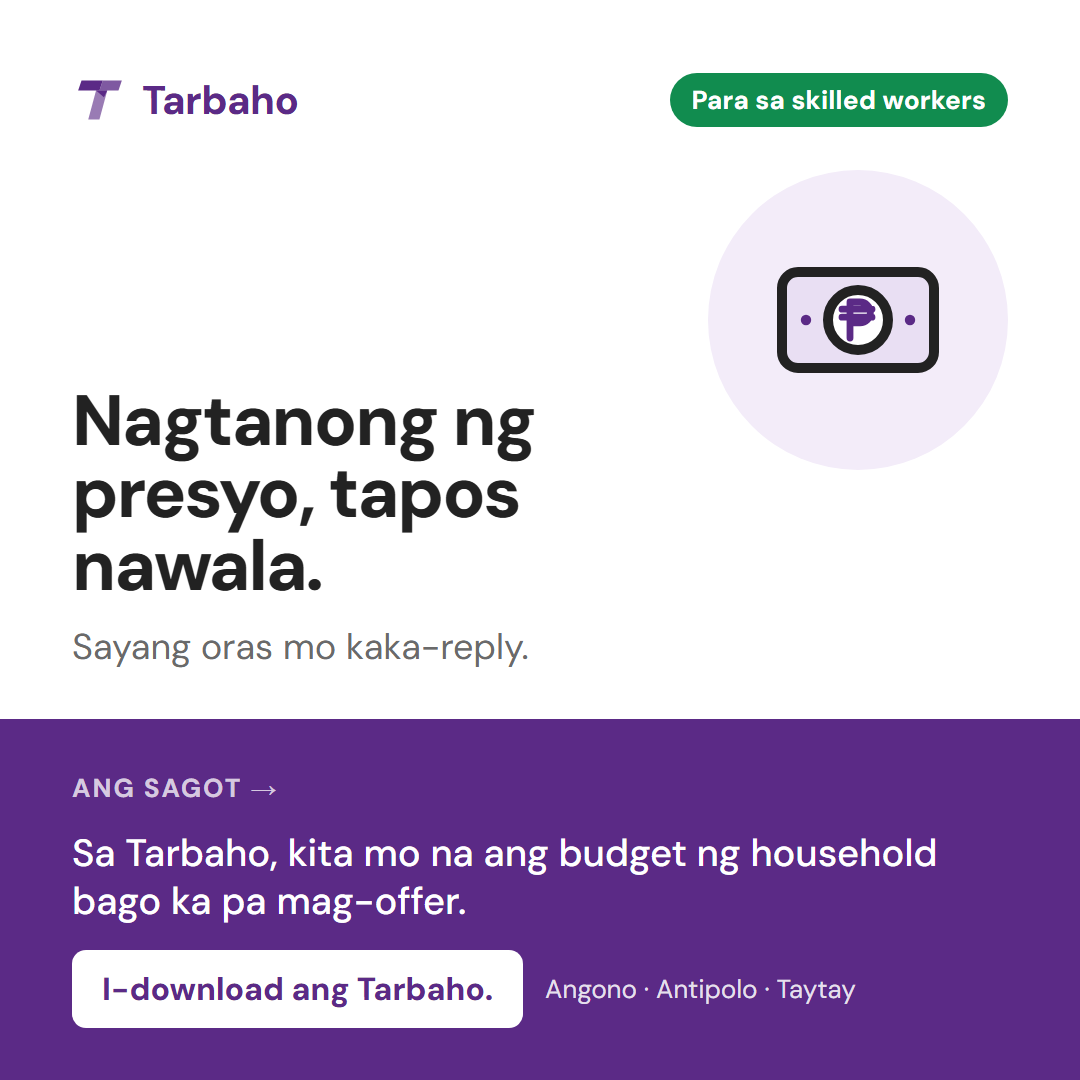 Tarbaho
Para sa skilled workers
₱
Nagtanong ng
presyo, tapos
nawala.
Sayang oras mo kaka-reply.
ANG SAGOT →
Sa Tarbaho, kita mo na ang budget ng household
bago ka pa mag-offer.
I-download ang Tarbaho.
Angono · Antipolo · Taytay